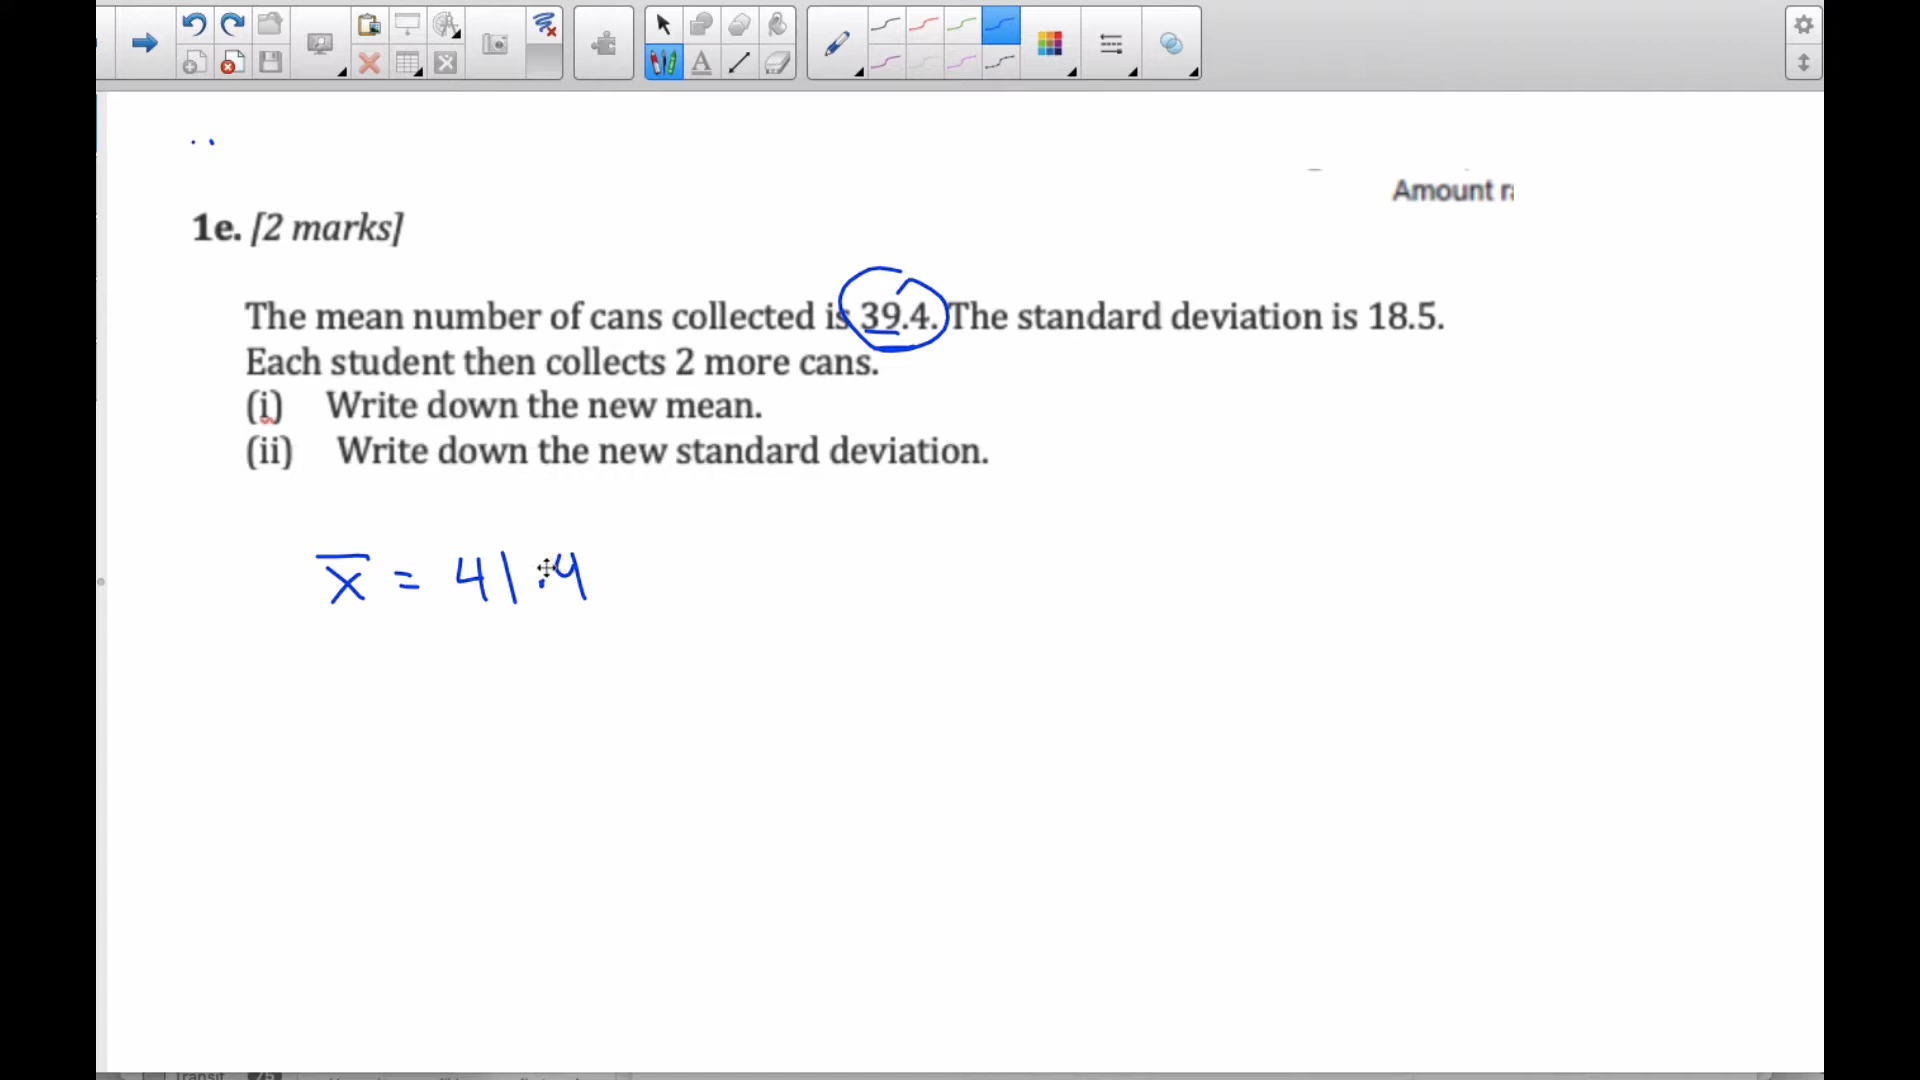 Amount
1e. [2 marks]
The mean number of cans collected is 39.4. The standard deviation is 18.5.
Each student then collects 2 more cans.
(i) Write down the new mean.
(ii) Write down the new standard deviation.
x̅ = 41.4